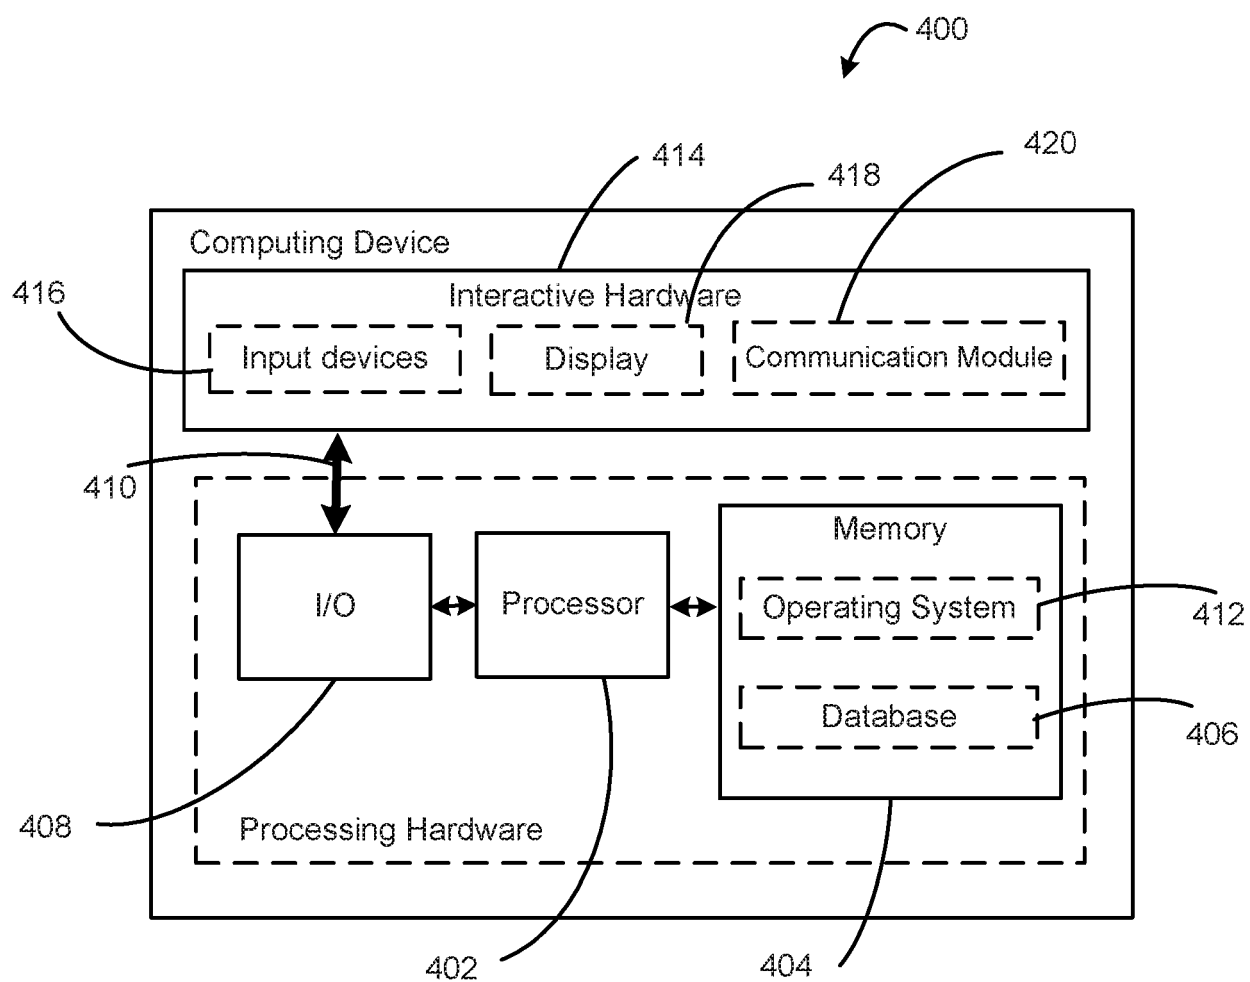 400
414
418
420
Computing Device
416
Interactive Hardware
Input devices
Display
Communication Module
410
Memory
I/O
Processor
Operating System
412
Database
406
408
Processing Hardware
402
404